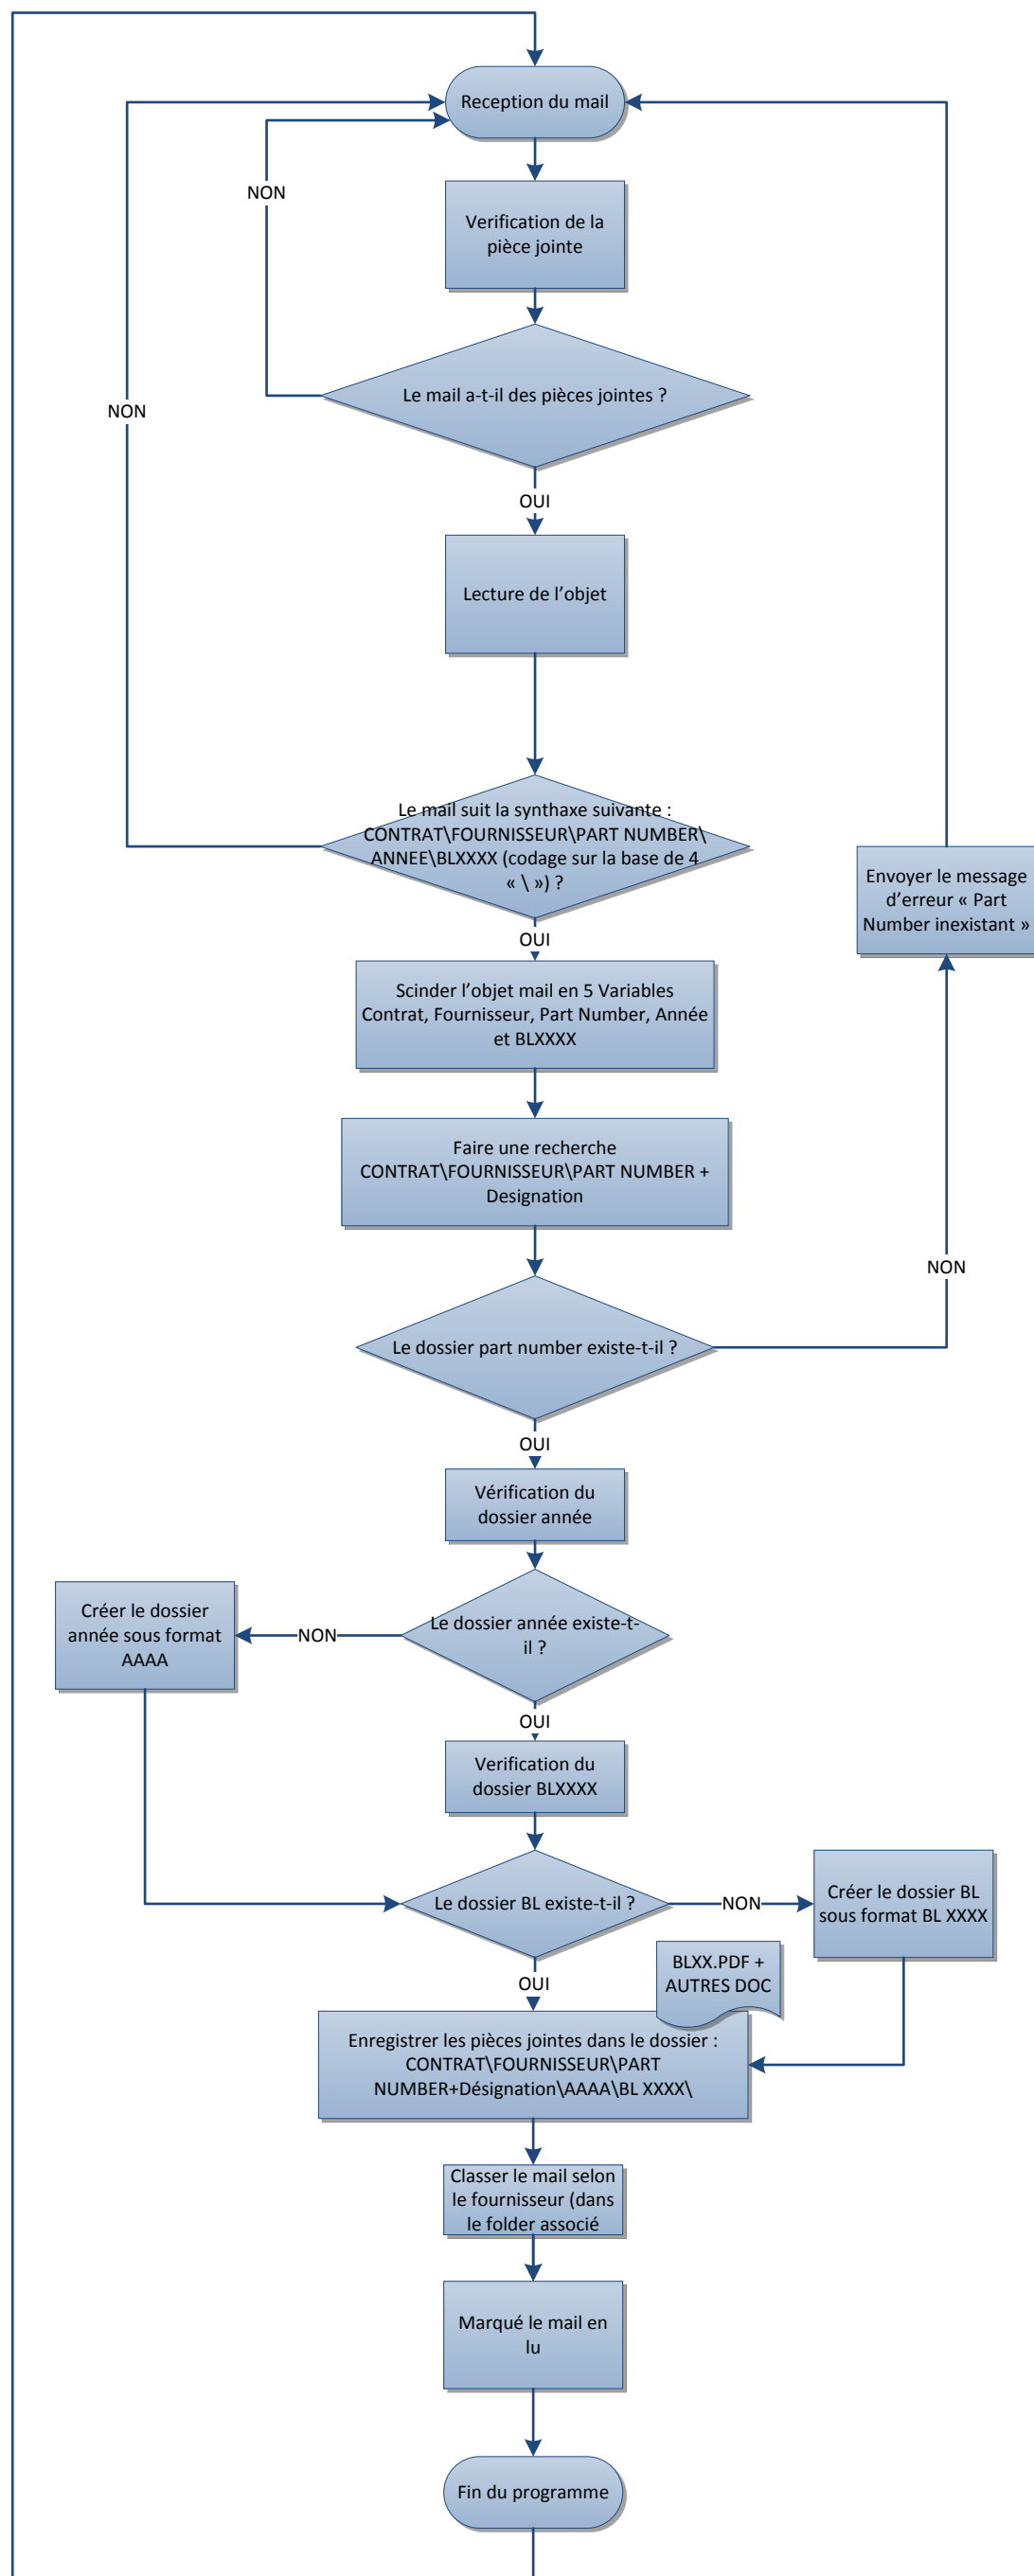 Reception du mail
NON
Verification de la
pièce jointe
Le mail a-t-il des pièces jointes ?
NON
OUI
Lecture de l’objet
Le mail suit la synthaxe suivante :
CONTRAT\FOURNISSEUR\PART NUMBER\
ANNEE\BLXXXX (codage sur la base de 4
« \ ») ?
Envoyer le message
d’erreur « Part
Number inexistant »
OUI
Scinder l’objet mail en 5 Variables
Contrat, Fournisseur, Part Number, Année
et BLXXXX
Faire une recherche
CONTRAT\FOURNISSEUR\PART NUMBER +
Designation
NON
Le dossier part number existe-t-il ?
OUI
Vérification du
dossier année
Le dossier année existe-t-
il ?
NON
Créer le dossier
année sous format
AAAA
OUI
Verification du
dossier BLXXXX
Le dossier BL existe-t-il ?
NON
Créer le dossier BL
sous format BL XXXX
OUI
BLXX.PDF +
AUTRES DOC
Enregistrer les pièces jointes dans le dossier :
CONTRAT\FOURNISSEUR\PART
NUMBER+Désignation\AAAA\BL XXXX\
Classer le mail selon
le fournisseur (dans
le folder associé
Marqué le mail en
lu
Fin du programme